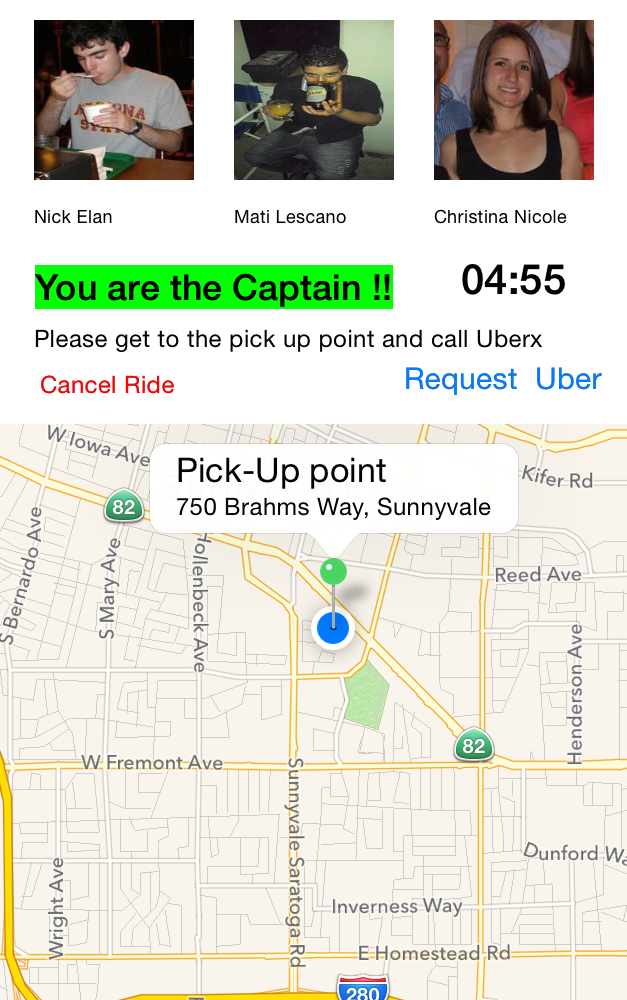 ARIZONA
STATE
Nick Elan
Mati Lescano
Christina Nicole
You are the Captain !!
04:55
Please get to the pick up point and call Uberx
Cancel Ride
Request Uber
W Iowa Ave
Pick-Up point
750 Brahms Way, Sunnyvale
Kifer Rd
82
S Bernardo Ave
S Mary Ave
Hollenbeck Ave
Reed Ave
Henderson Ave
82
W Fremont Ave
Sunnyvale Saratoga Rd
Dunford Wa
Wright Ave
Inverness Way
E Homestead Rd
280